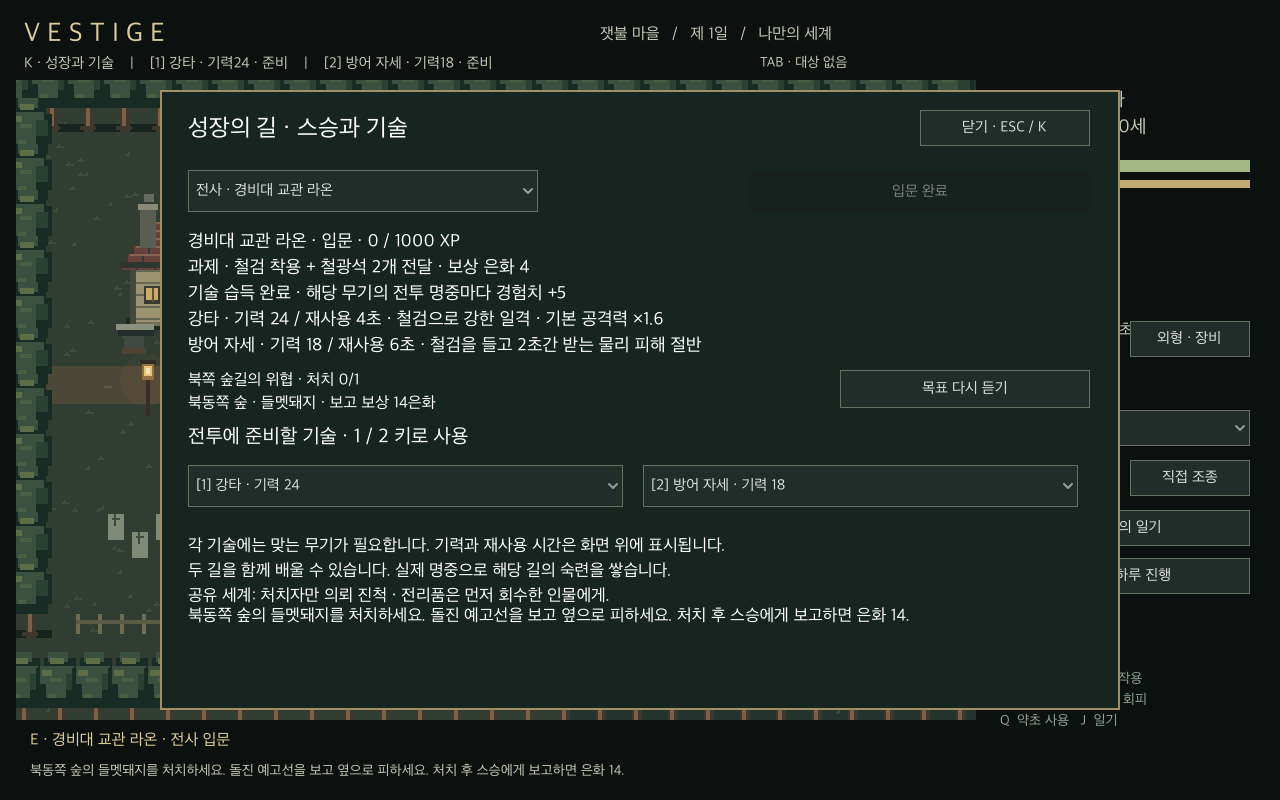 VESTIGE
잿불 마을 / 제 1일 / 나만의 세계
K · 성장과 기술 | [1] 강타 · 기력24 · 준비 | [2] 방어 자세 · 기력18 · 준비
TAB · 대상 없음
성장의 길 · 스승과 기술
닫기 · ESC / K
0세
전사 · 경비대 교관 라온
입문 완료
경비대 교관 라온 · 입문 · 0 / 1000 XP
과제 · 철검 착용 + 철광석 2개 전달 · 보상 은화 4
기술 습득 완료 · 해당 무기의 전투 명중마다 경험치 +5
강타 · 기력 24 / 재사용 4초 · 철검으로 강한 일격 · 기본 공격력 ×1.6
방어 자세 · 기력 18 / 재사용 6초 · 철검을 들고 2초간 받는 물리 피해 절반
외형 · 장비
북쪽 숲길의 위협 · 처치 0/1
북동쪽 숲 · 들멧돼지 · 보고 보상 14은화
목표 다시 듣기
전투에 준비할 기술 · 1 / 2 키로 사용
[1] 강타 · 기력 24
[2] 방어 자세 · 기력 18
직접 조종
의 일기
하루 진행
각 기술에는 맞는 무기가 필요합니다. 기력과 재사용 시간은 화면 위에 표시됩니다.
두 길을 함께 배울 수 있습니다. 실제 명중으로 해당 길의 숙련을 쌓습니다.
공유 세계: 처치자만 의뢰 진척 · 전리품은 먼저 회수한 인물에게.
북동쪽 숲의 들멧돼지를 처치하세요. 돌진 예고선을 보고 옆으로 피하세요. 처치 후 스승에게 보고하면 은화 14.
작용
회피
Q 약초 사용 J 일기
E · 경비대 교관 라온 · 전사 입문
북동쪽 숲의 들멧돼지를 처치하세요. 돌진 예고선을 보고 옆으로 피하세요. 처치 후 스승에게 보고하면 은화 14.